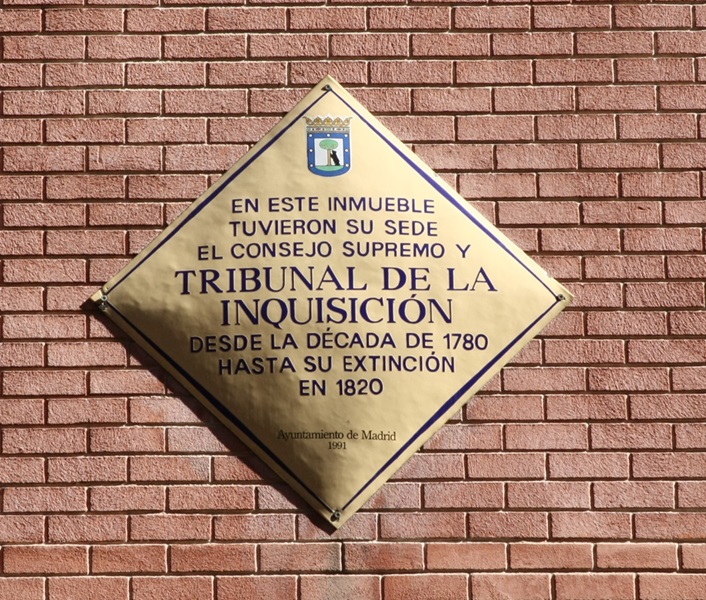 EN ESTE INMUEBLE
TUVIERON SU SEDE
EL CONSEJO SUPREMO Y
TRIBUNAL DE LA
INQUISICIÓN
DESDE LA DÉCADA DE 1780
HASTA SU EXTINCIÓN
EN 1820
Ayuntamiento de Madrid
1991